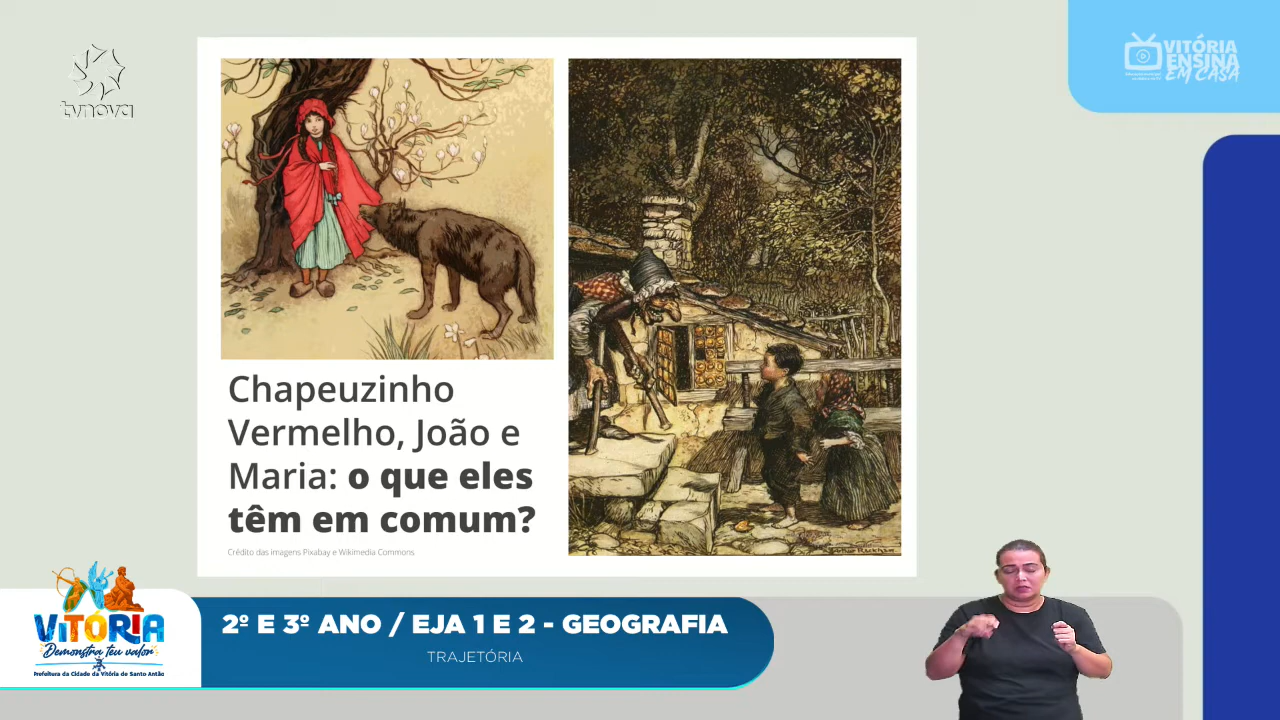 tvnova
VITÓRIA
ENSINA
EM CASA
Chapeuzinho
Vermelho, João e
Maria: o que eles
têm em comum?
Crédito das imagens Pixabay e Wikimedia Commons
2º E 3º ANO / EJA 1 E 2 - GEOGRAFIA
TRAJETÓRIA
VITÓRIA
Demonstra teu valor
Prefeitura da Cidade da Vitória de Santo Antão